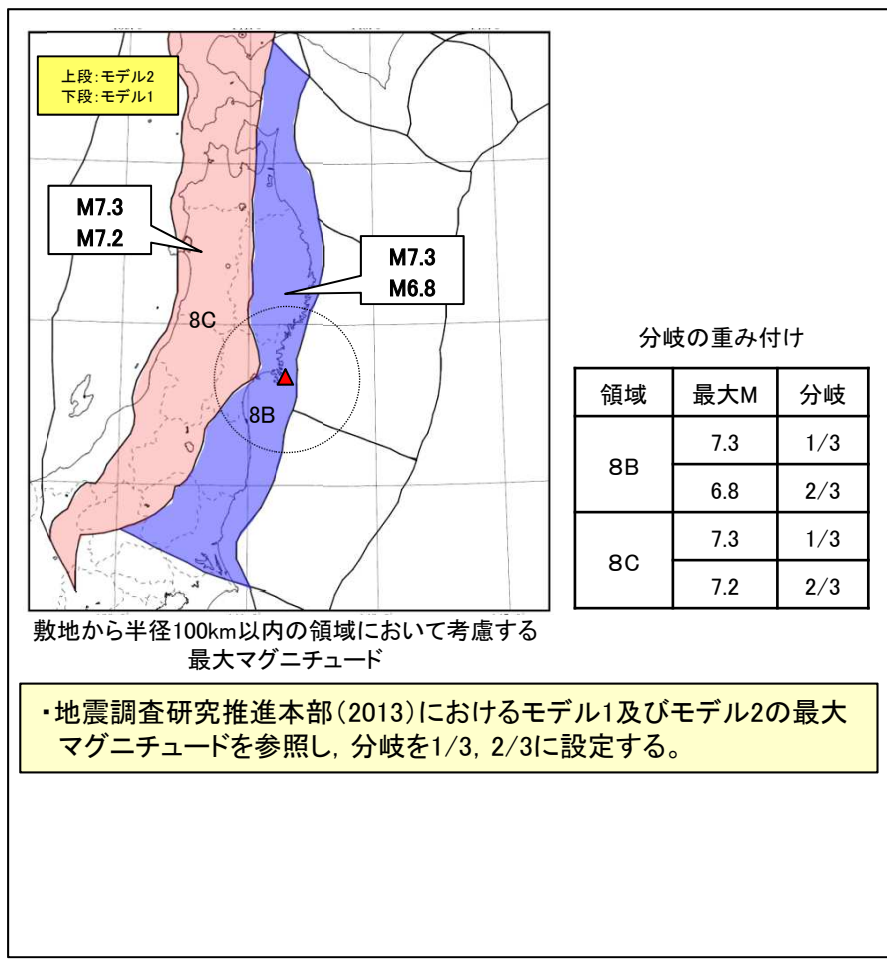 上段:モデル2
下段:モデル1
M7.3
M7.2
M7.3
M6.8
8C
8B
敷地から半径100km以内の領域において考慮する
最大マグニチュード
分岐の重み付け
領域 最大M 分岐
8B 7.3 1/3
6.8 2/3
8C 7.3 1/3
7.2 2/3
・地震調査研究推進本部(2013)におけるモデル1及びモデル2の最大
マグニチュードを参照し, 分岐を1/3, 2/3に設定する。